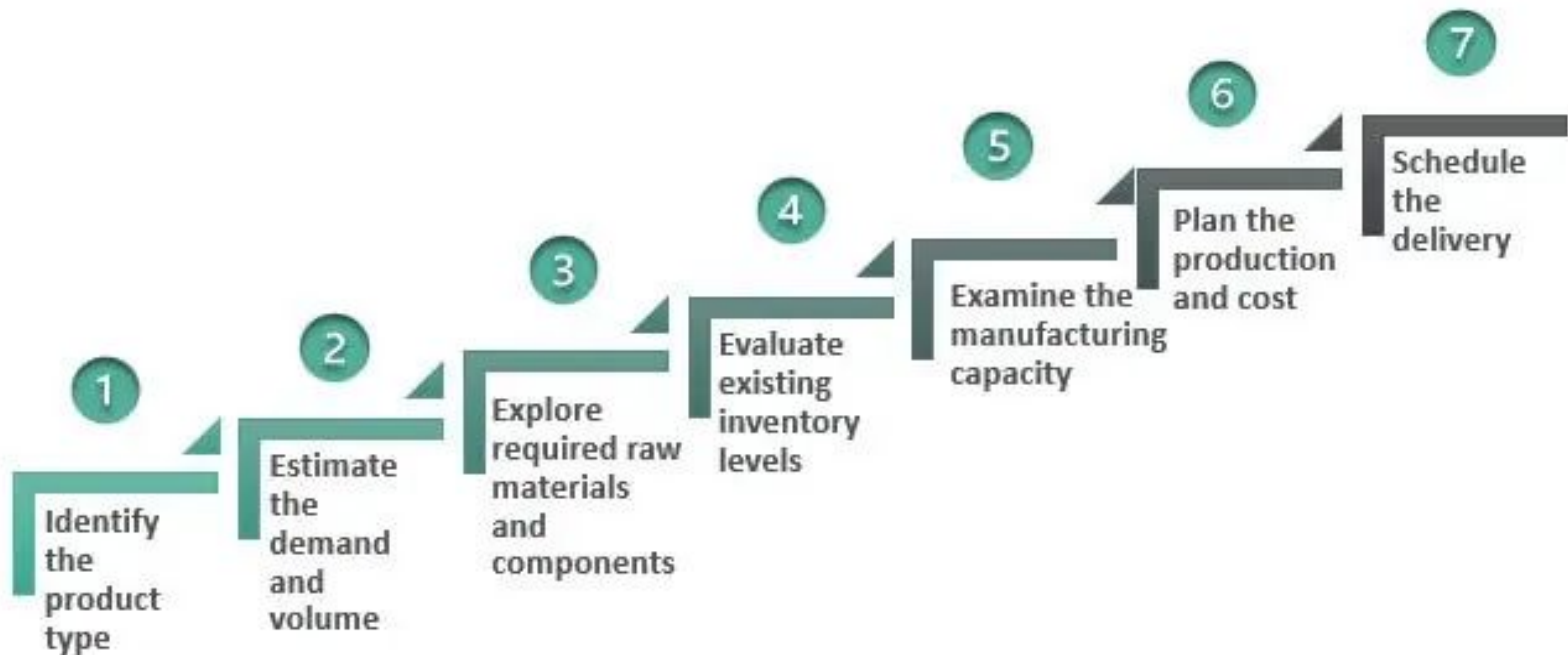 1
Identify
the
product
type
2
Estimate
the
demand
and
volume
3
Explore
required raw
materials
and
components
4
Evaluate
existing
inventory
levels
5
Examine the
manufacturing
capacity
6
Plan the
production
and cost
7
Schedule
the
delivery